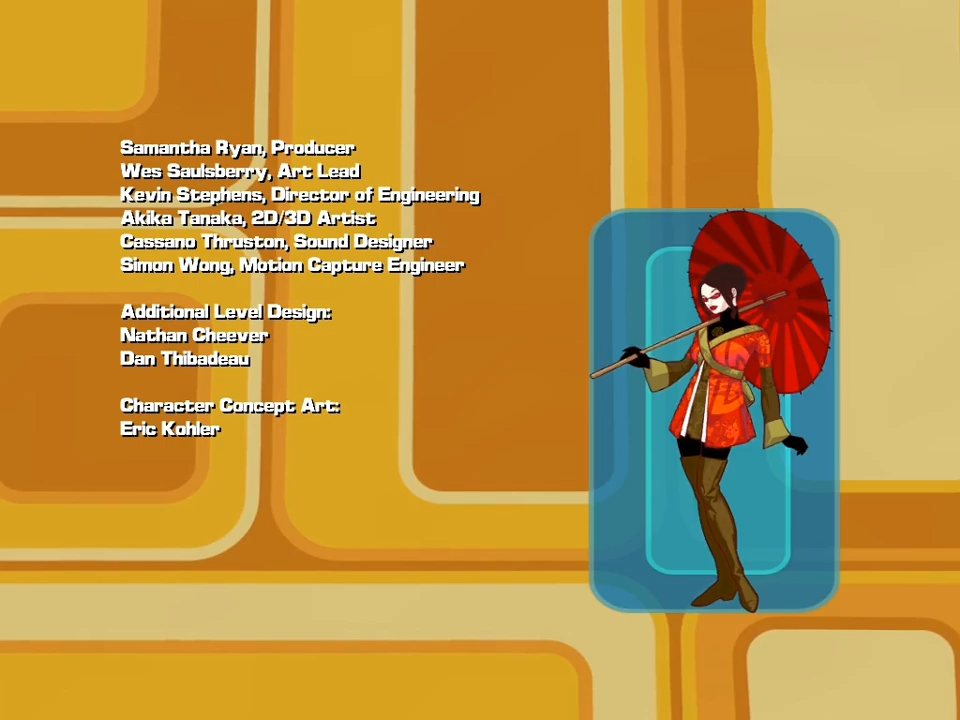 Samantha Ryan, Producer
Wes Saulsberry, Art Lead
Kevin Stephens, Director of Engineering
Akika Tanaka, 2D/3D Artist
Cassano Thruston, Sound Designer
Simon Wong, Motion Capture Engineer
Additional Level Design:
Nathan Cheever
Dan Thibadeau
Character Concept Art:
Eric Kohler